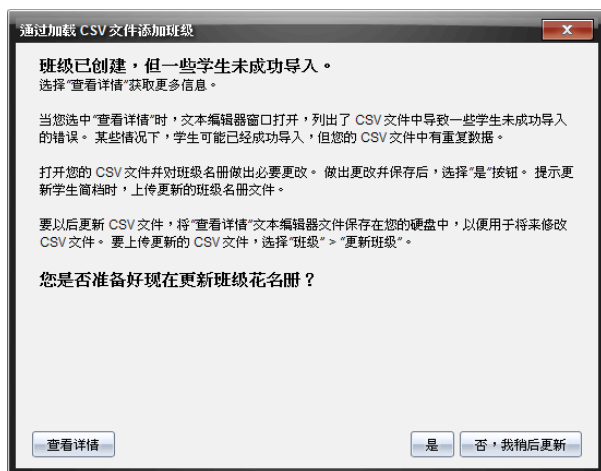 通过加载 CSV 文件添加班级
班级已创建，但一些学生未成功导入。
选择"查看详情"获取更多信息。
当您选中"查看详情"时，文本编辑器窗口打开，列出了 CSV 文件中导致一些学生未成功导入
的错误。 某些情况下，学生可能已经成功导入，但您的 CSV 文件中有重复数据。
打开您的 CSV 文件并对班级名册做出必要更改。 做出更改并保存后，选择"是"按钮。 提示更
新学生简档时，上传更新的班级名册文件。
要以后更新 CSV 文件，将"查看详情"文本编辑器文件保存在您的硬盘中，以便用于将来修改
CSV 文件。 要上传更新的 CSV 文件，选择"班级" > "更新班级"。
您是否准备好现在更新班级花名册？
查看详情
是
否，我稍后更新